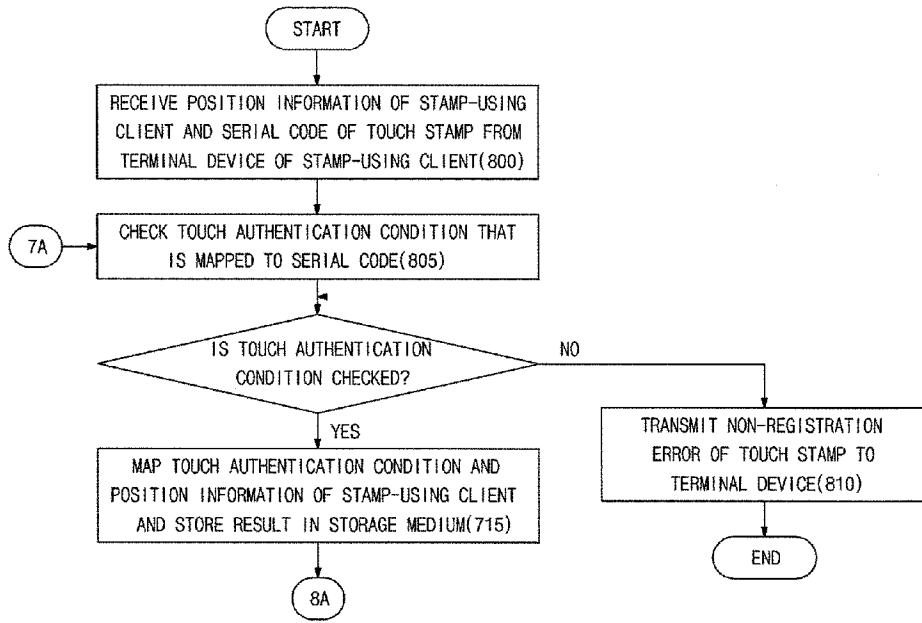 START
RECEIVE POSITION INFORMATION OF STAMP-USING
CLIENT AND SERIAL CODE OF TOUCH STAMP FROM
TERMINAL DEVICE OF STAMP-USING CLIENT(800)
7A
CHECK TOUCH AUTHENTICATION CONDITION THAT
IS MAPPED TO SERIAL CODE(805)
IS TOUCH AUTHENTICATION
CONDITION CHECKED?
NO
YES
TRANSMIT NON-REGISTRATION
ERROR OF TOUCH STAMP TO
TERMINAL DEVICE(810)
MAP TOUCH AUTHENTICATION CONDITION AND
POSITION INFORMATION OF STAMP-USING CLIENT
AND STORE RESULT IN STORAGE MEDIUM(715)
END
8A